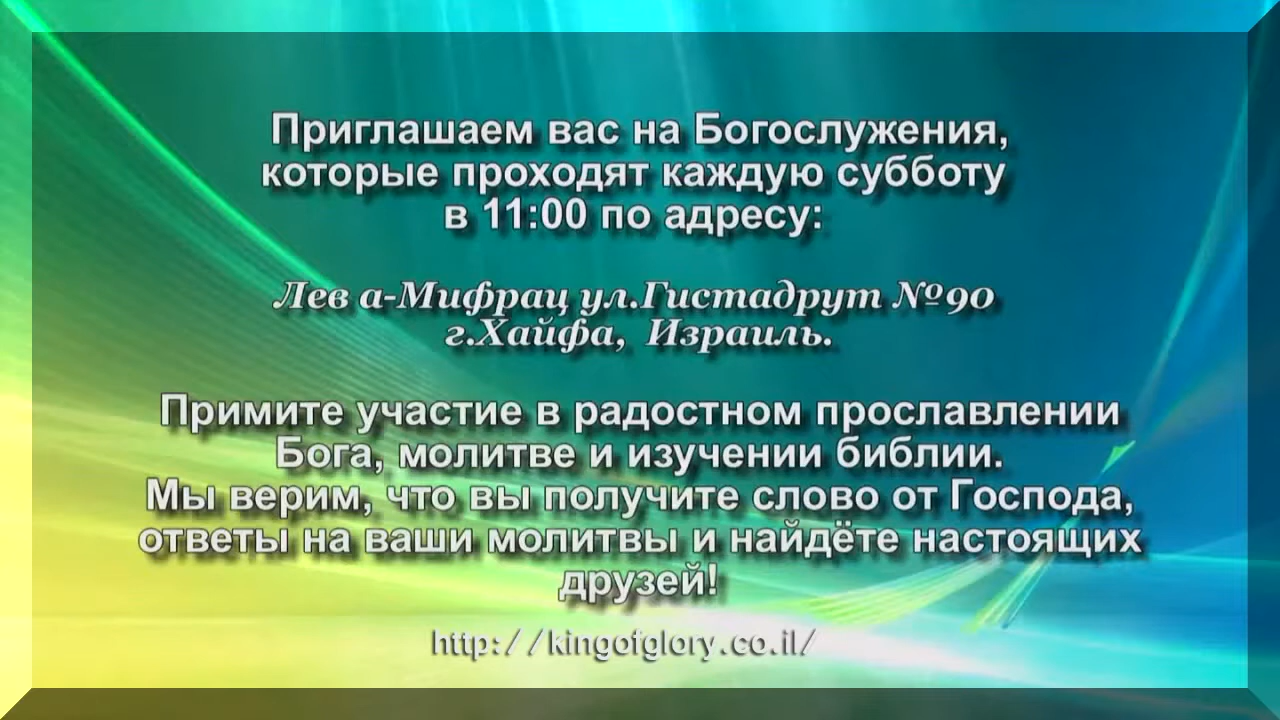 Приглашаем вас на Богослужения,
которые проходят каждую субботу
в 11:00 по адресу:
Лев а-Мифрац ул.Гистадрут №90
г.Хайфа, Израиль.
Примите участие в радостном прославлении
Бога, молитве и изучении библии.
Мы верим, что вы получите слово от Господа,
ответы на ваши молитвы и найдёте настоящих
друзей!
http://kingofglory.co.il/